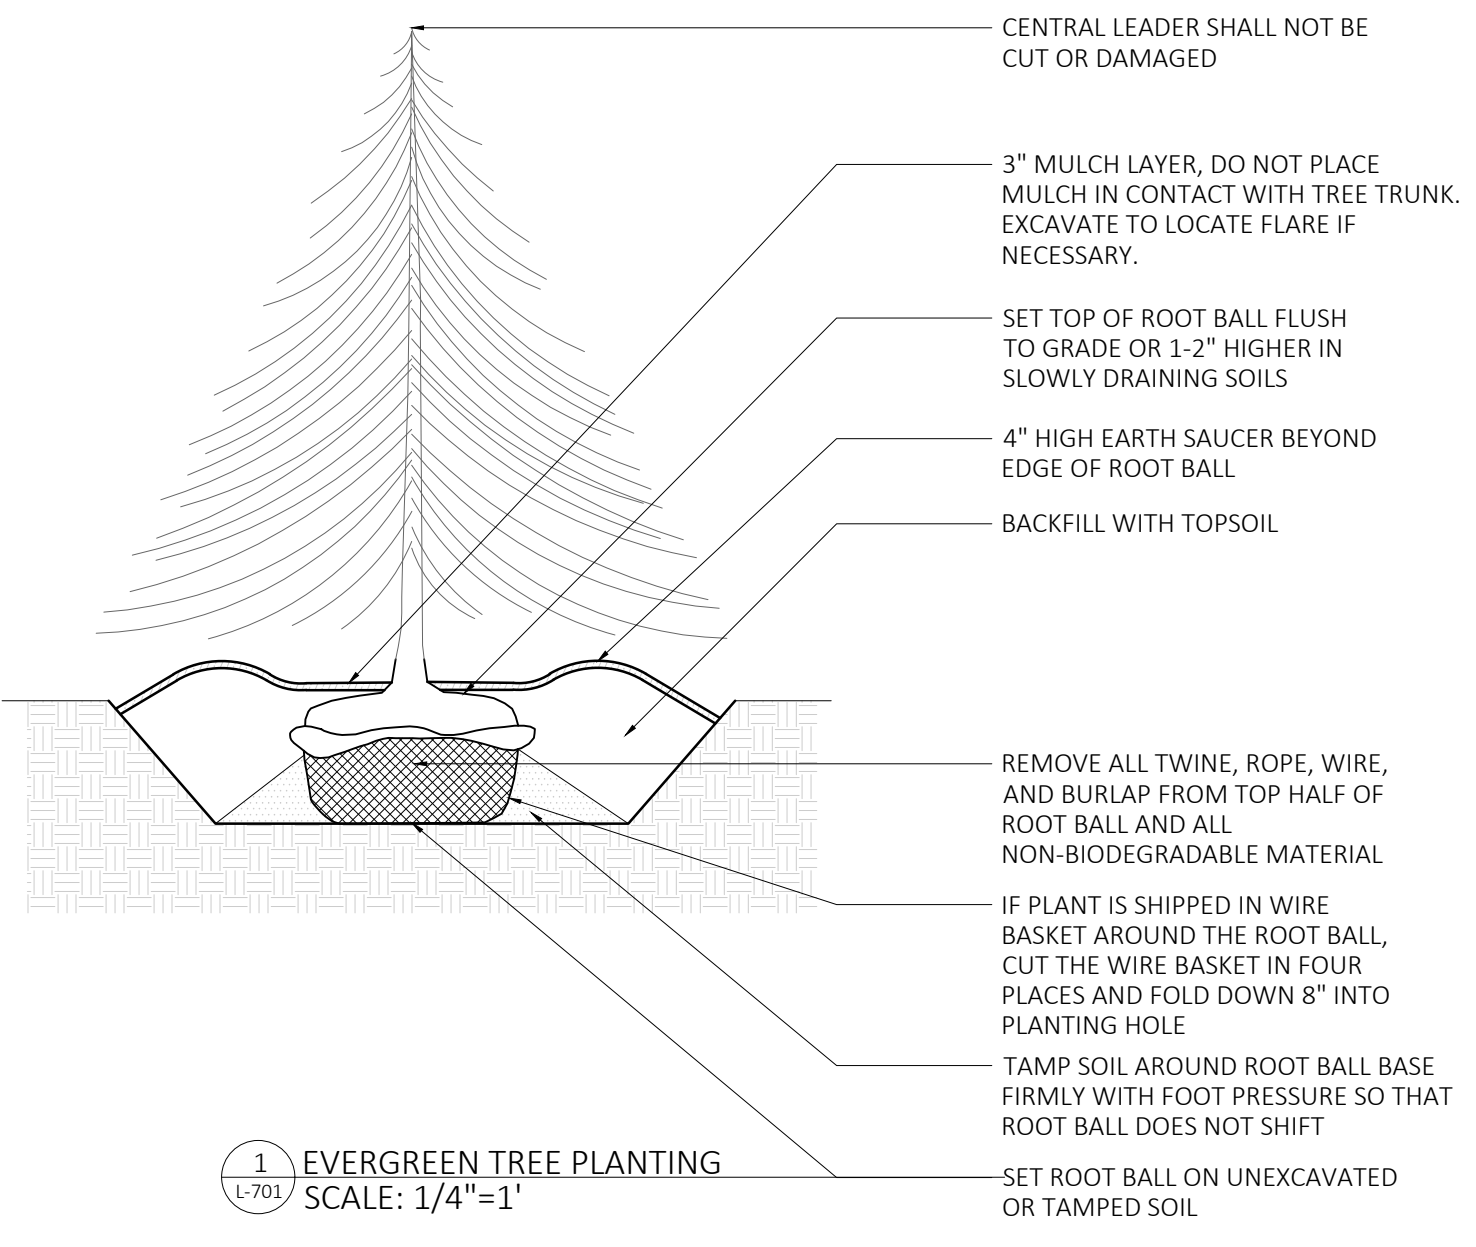 CENTRAL LEADER SHALL NOT BE
CUT OR DAMAGED
3" MULCH LAYER, DO NOT PLACE
MULCH IN CONTACT WITH TREE TRUNK.
EXCAVATE TO LOCATE FLARE IF
NECESSARY.
SET TOP OF ROOT BALL FLUSH
TO GRADE OR 1-2" HIGHER IN
SLOWLY DRAINING SOILS
4" HIGH EARTH SAUCER BEYOND
EDGE OF ROOT BALL
BACKFILL WITH TOPSOIL
REMOVE ALL TWINE, ROPE, WIRE,
AND BURLAP FROM TOP HALF OF
ROOT BALL AND ALL
NON-BIODEGRADABLE MATERIAL
IF PLANT IS SHIPPED IN WIRE
BASKET AROUND THE ROOT BALL,
CUT THE WIRE BASKET IN FOUR
PLACES AND FOLD DOWN 8" INTO
PLANTING HOLE
TAMP SOIL AROUND ROOT BALL BASE
FIRMLY WITH FOOT PRESSURE SO THAT
ROOT BALL DOES NOT SHIFT
SET ROOT BALL ON UNEXCAVATED
OR TAMPED SOIL
1
L-701
EVERGREEN TREE PLANTING
SCALE: 1/4"=1'